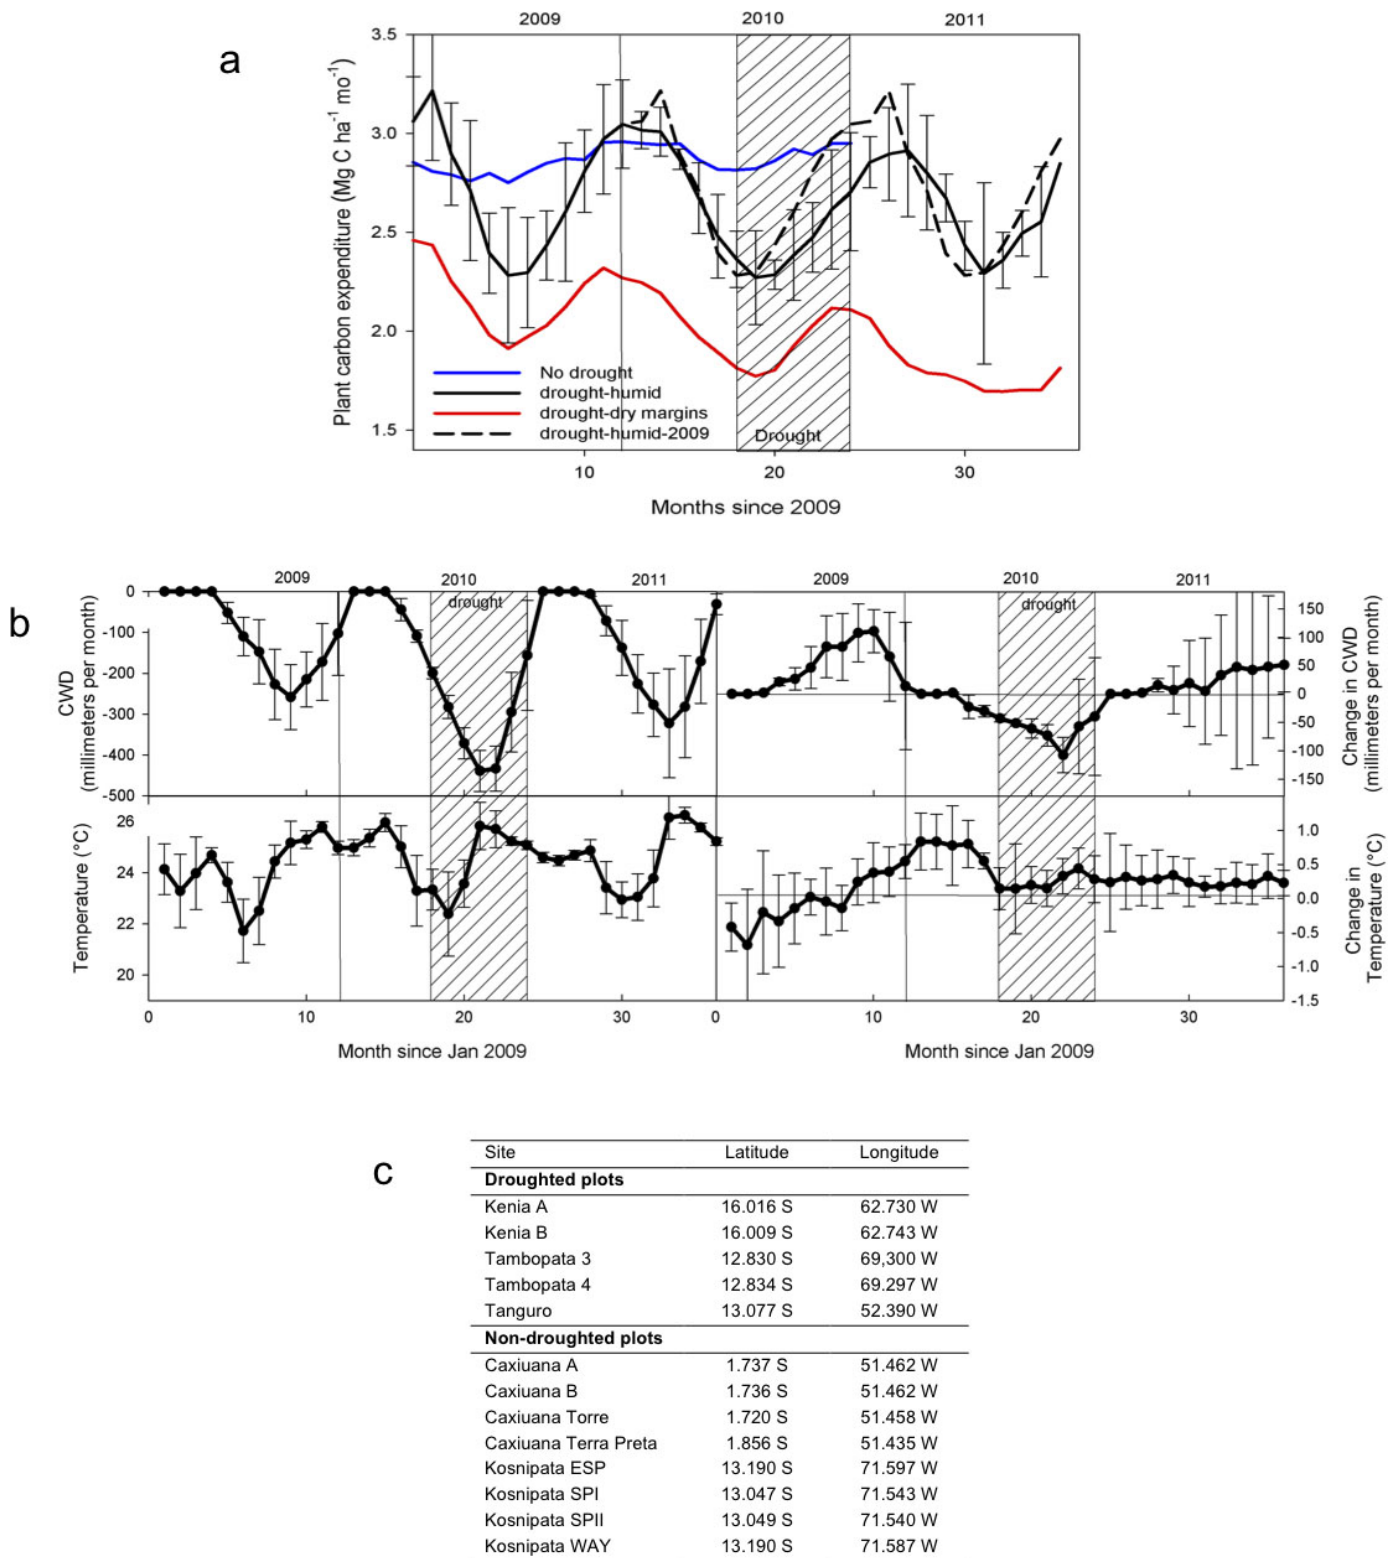 a
2009 2010 2011
3.5
3.0
2.5
2.0
1.5
Plant carbon expenditure (Mg C ha⁻¹ mo⁻¹)
No drought
drought-humid
drought-dry margins
drought-humid-2009
Drought
10 20 30
Months since 2009
b
2009 2010 2011 2009 2010 2011
drought drought
0
-100
-200
-300
-400
-500
CWD
(millimeters per month)
150
100
50
0
-50
-100
-150
Change in CWD
(millimeters per month)
26
24
22
20
Temperature (°C)
1.0
0.5
0.0
-0.5
-1.0
-1.5
Change in
Temperature (°C)
0 10 20 30 0 10 20 30
Month since Jan 2009 Month since Jan 2009
c
Site Latitude Longitude
Droughted plots
Kenia A 16.016 S 62.730 W
Kenia B 16.009 S 62.743 W
Tambopata 3 12.830 S 69,300 W
Tambopata 4 12.834 S 69.297 W
Tanguro 13.077 S 52.390 W
Non-droughted plots
Caxiuana A 1.737 S 51.462 W
Caxiuana B 1.736 S 51.462 W
Caxiuana Torre 1.720 S 51.458 W
Caxiuana Terra Preta 1.856 S 51.435 W
Kosnipata ESP 13.190 S 71.597 W
Kosnipata SPI 13.047 S 71.543 W
Kosnipata SPII 13.049 S 71.540 W
Kosnipata WAY 13.190 S 71.587 W